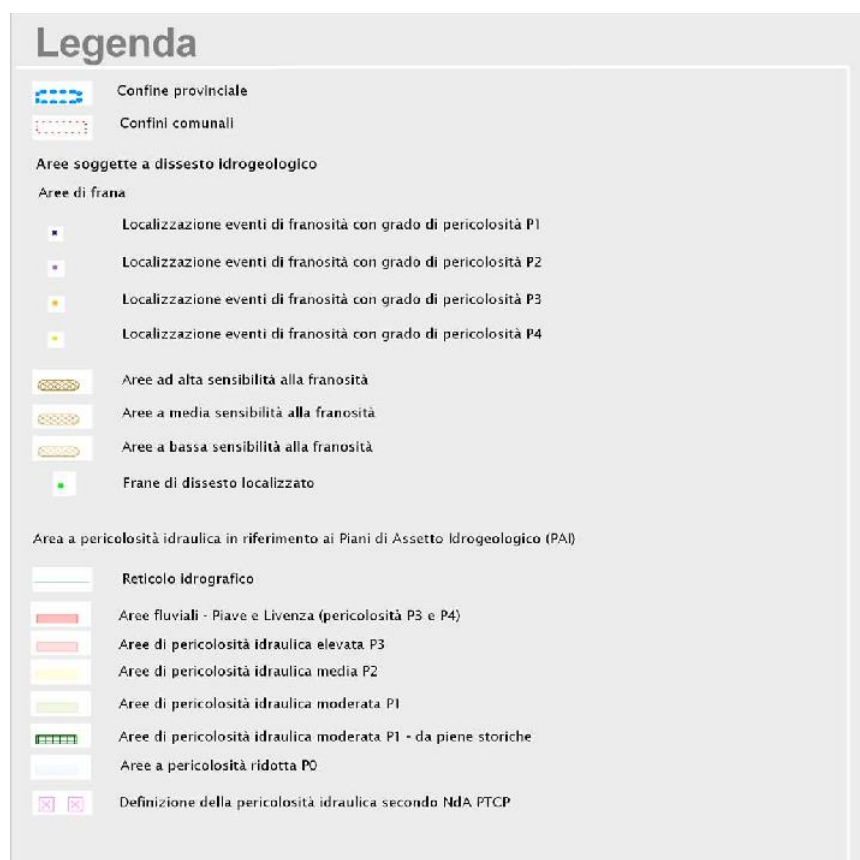 Legenda
Confine provinciale
Confini comunali
Aree soggette a dissesto idrogeologico
Aree di frana
Localizzazione eventi di franosità con grado di pericolosità P1
Localizzazione eventi di franosità con grado di pericolosità P2
Localizzazione eventi di franosità con grado di pericolosità P3
Localizzazione eventi di franosità con grado di pericolosità P4
Aree ad alta sensibilità alla franosità
Aree a media sensibilità alla franosità
Aree a bassa sensibilità alla franosità
Frane di dissesto localizzato
Area a pericolosità idraulica in riferimento ai Piani di Assetto Idrogeologico (PAI)
Reticolo idrografico
Aree fluviali - Piave e Livenza (pericolosità P3 e P4)
Aree di pericolosità idraulica elevata P3
Aree di pericolosità idraulica media P2
Aree di pericolosità idraulica moderata P1
Aree di pericolosità idraulica moderata P1 - da piene storiche
Aree a pericolosità ridotta P0
Definizione della pericolosità idraulica secondo NdA PTCP